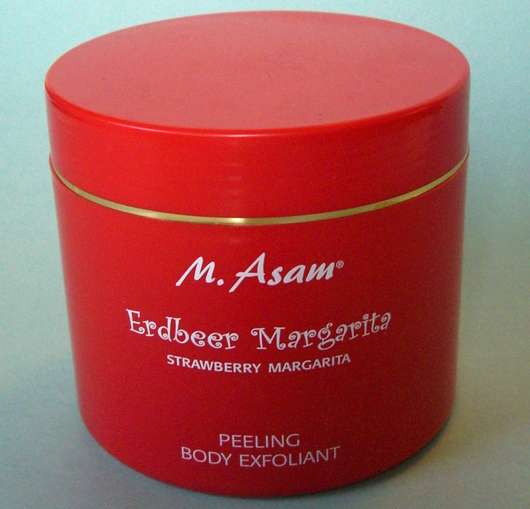 M. Asam®
Erdbeer Margarita
STRAWBERRY MARGARITA
PEELING
BODY EXFOLIANT